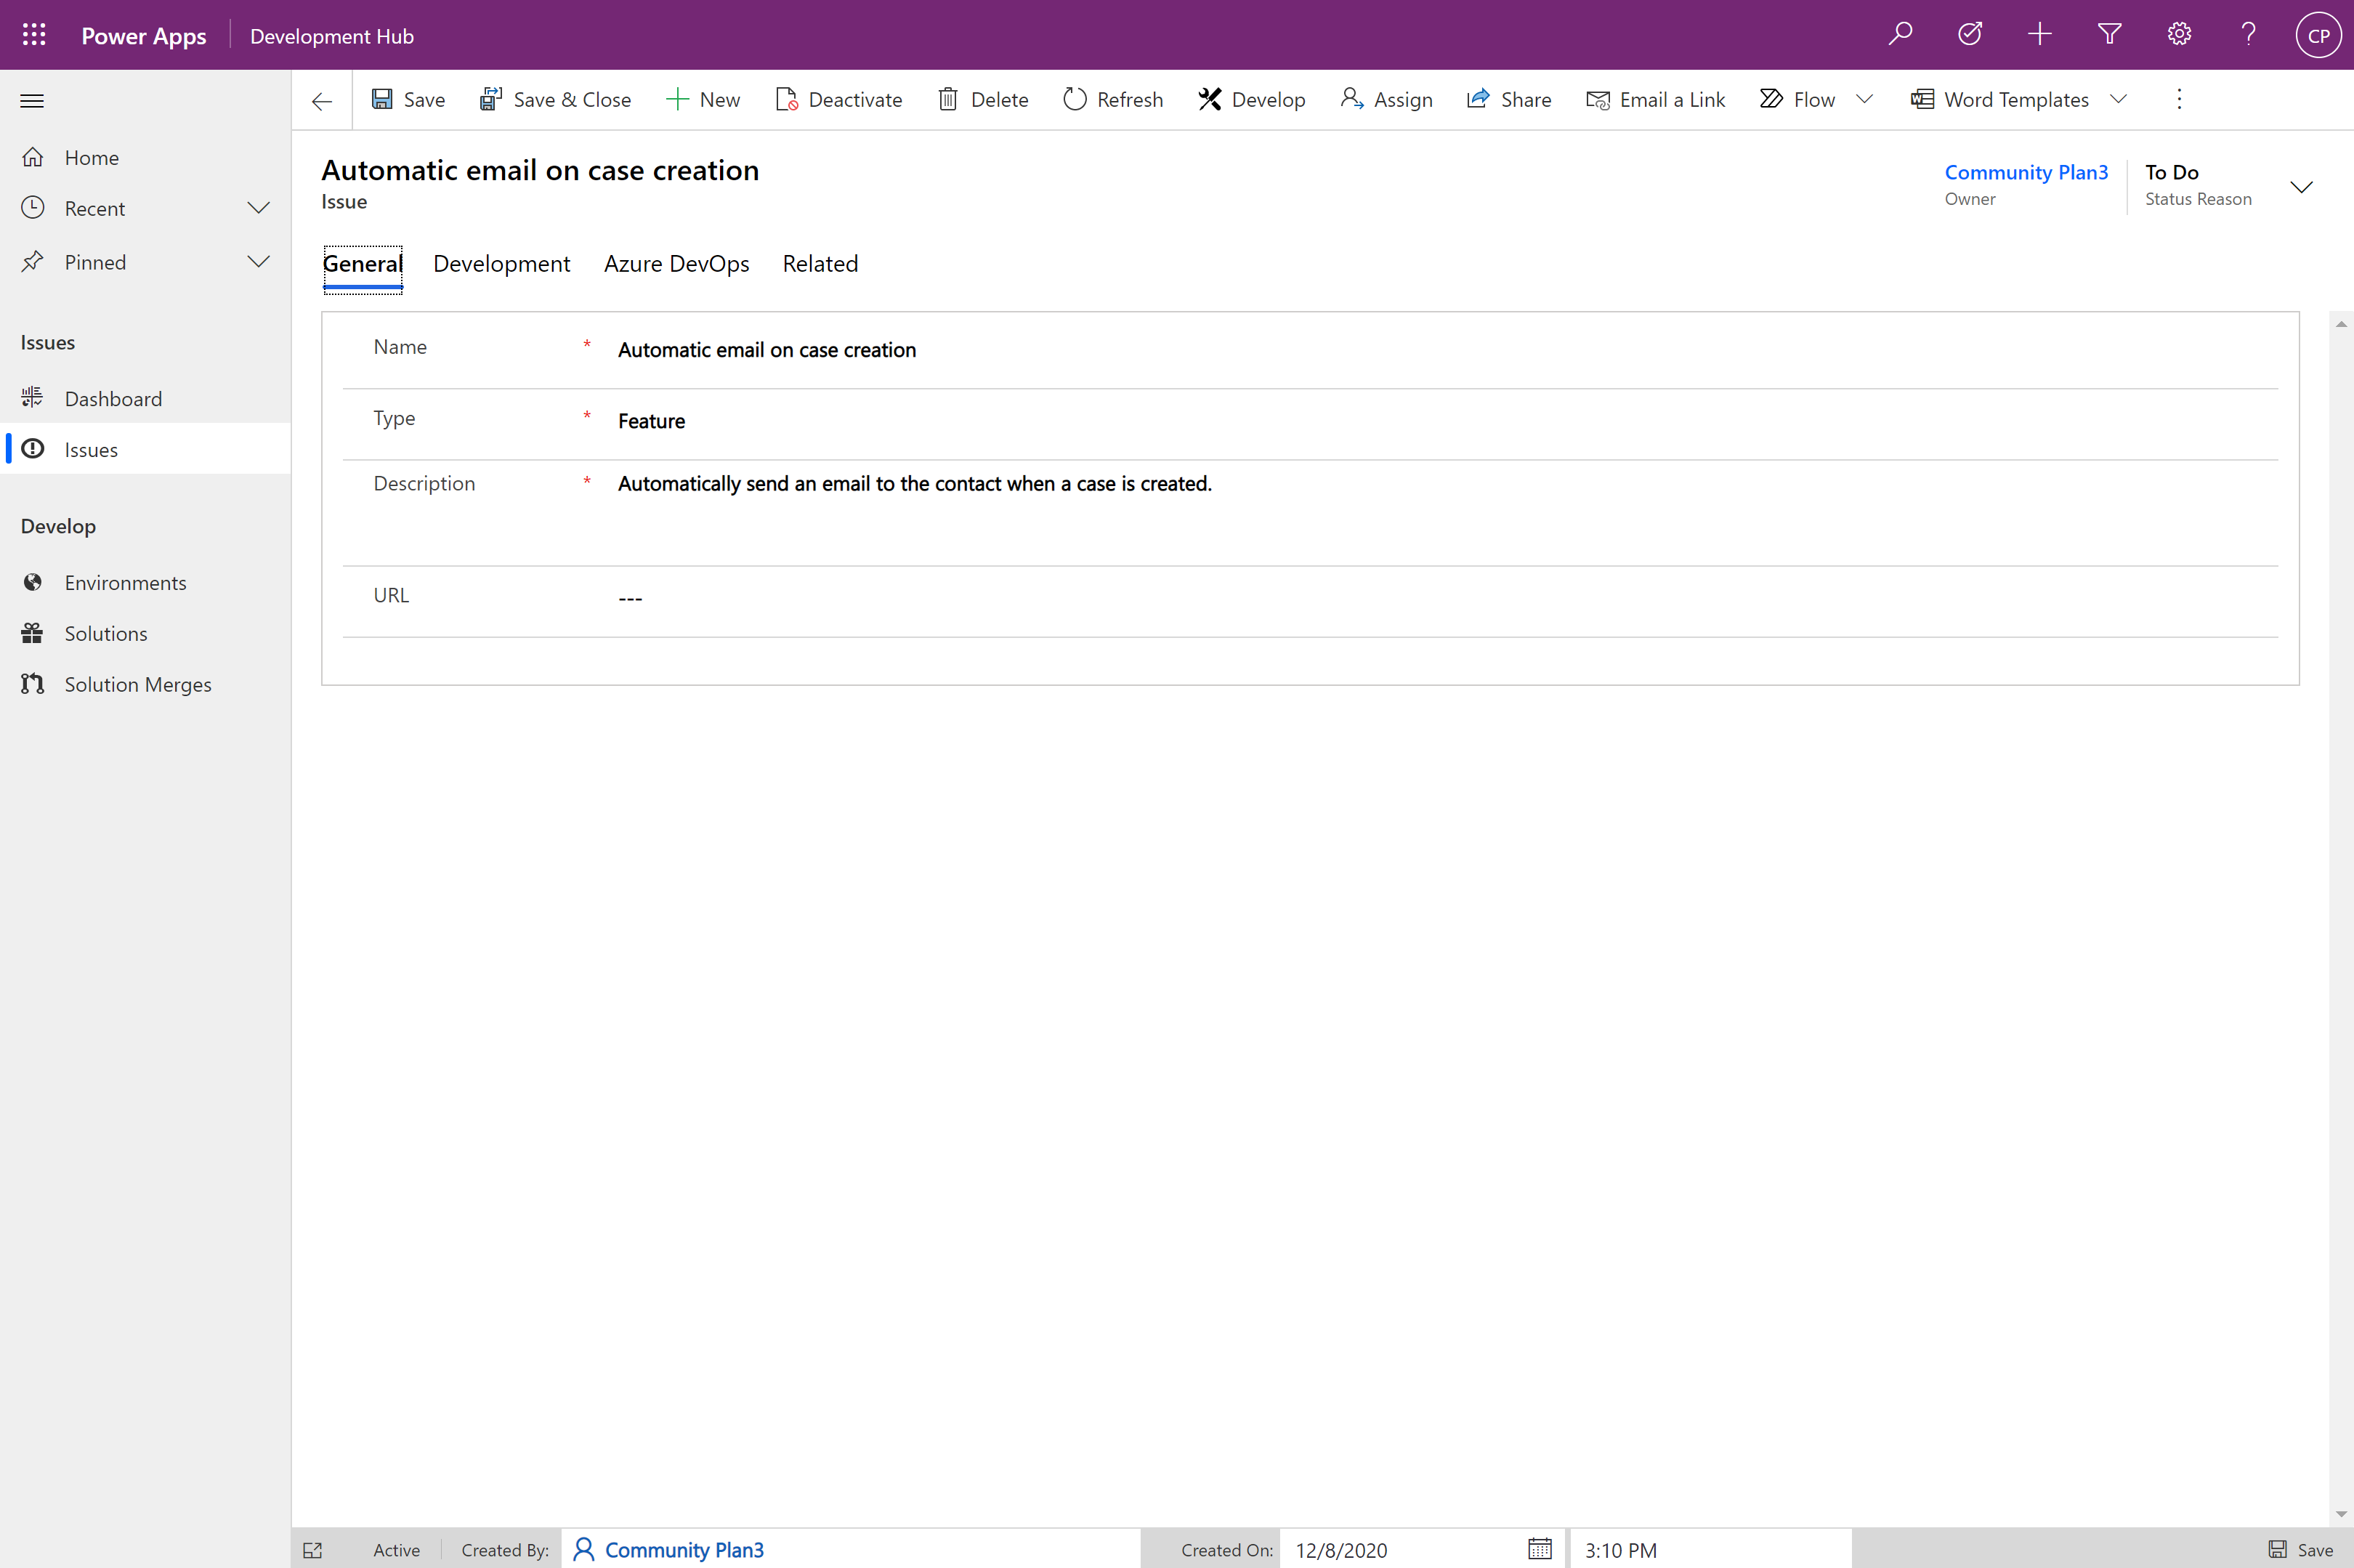 Power Apps Development Hub CP
Save Save & Close New Deactivate Delete Refresh Develop Assign Share Email a Link Flow Word Templates
Home
Recent
Pinned
Issues
Dashboard
Issues
Develop
Environments
Solutions
Solution Merges
Automatic email on case creation
Issue
Community Plan3
Owner
To Do
Status Reason
General Development Azure DevOps Related
Name * Automatic email on case creation
Type * Feature
Description * Automatically send an email to the contact when a case is created.
URL ---
Active Created By: Community Plan3 Created On: 12/8/2020 3:10 PM Save